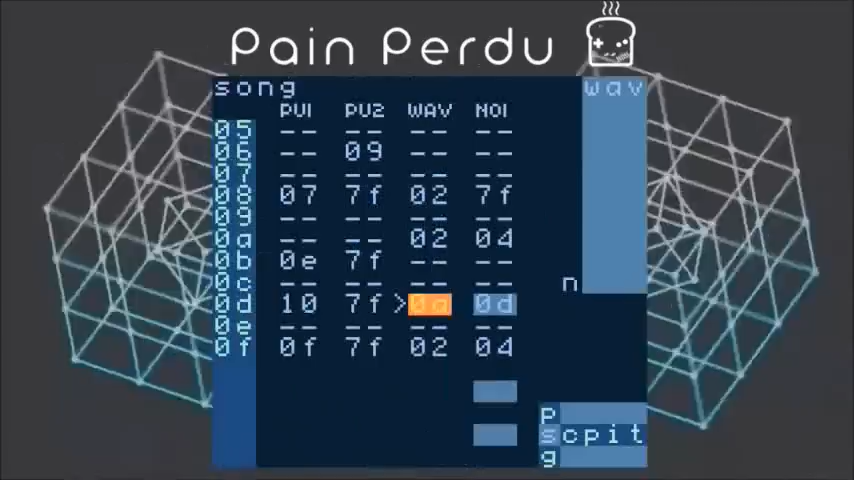 Pain Perdu
song wav
PU1 PU2 WAV NOI
05 -- -- -- --
06 -- 09 -- --
07 -- -- -- --
08 07 7f 02 7f
09 -- -- -- --
0a -- -- 02 04
0b 0e 7f -- --
0c -- -- -- --
n
0d 10 7f >0a 0d
0e -- -- -- --
0f 0f 7f 02 04
p
scpit
g